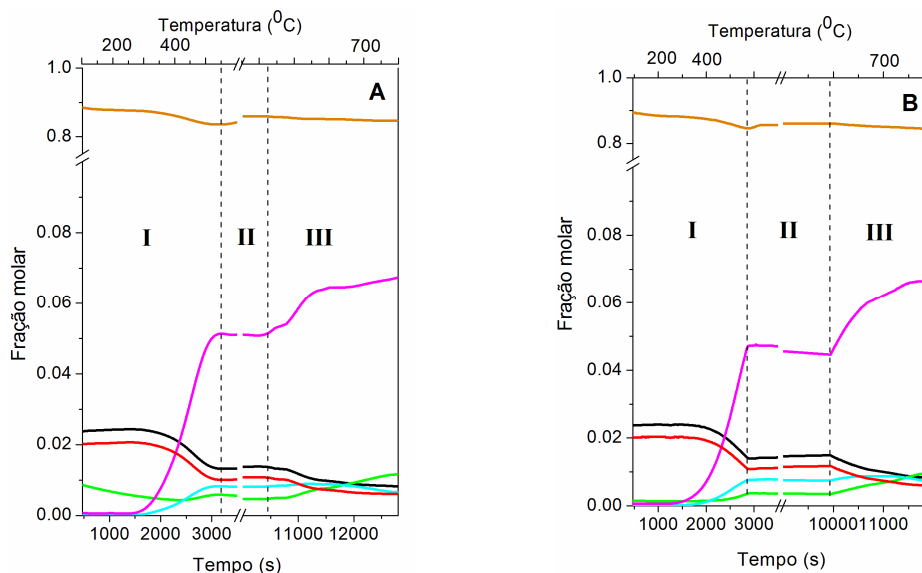 Temperatura (⁰C)
200 400 700
A
1.0
0.8
0.08
0.06
0.04
0.02
0.00
Fração molar
I II III
1000 2000 3000 11000 12000
Tempo (s)
Temperatura (⁰C)
200 400 700
B
1.0
0.8
0.08
0.06
0.04
0.02
0.00
Fração molar
I II III
1000 2000 3000 10000 11000
Tempo (s)